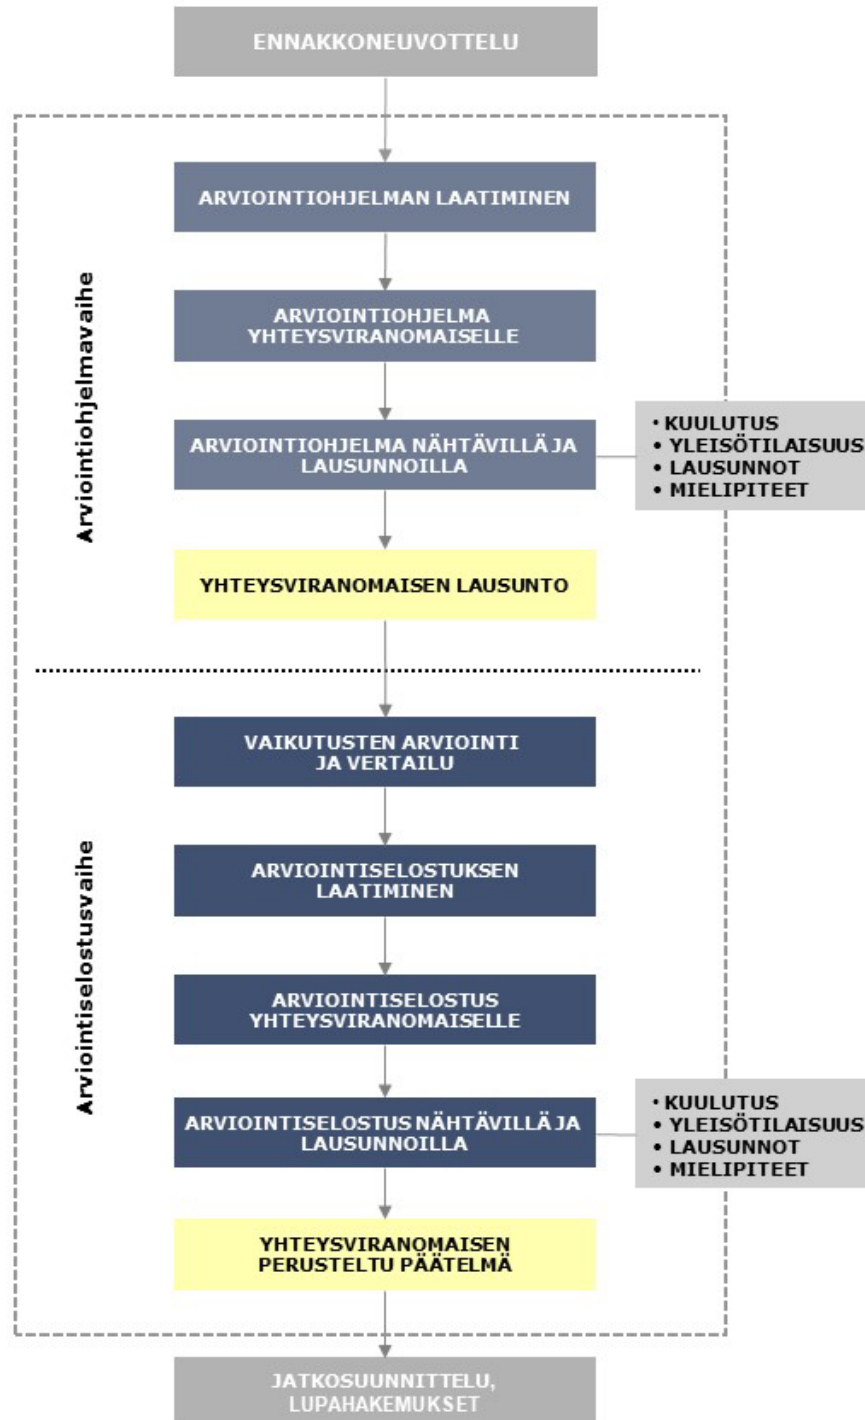 ENNAKKONEUVOTTELU
ARVIOINTIOHJELMAN LAATIMINEN
ARVIOINTIOHJELMA
YHTEYSVIRANOMAISELLE
Arviointiohjelmavaihe
ARVIOINTIOHJELMA NÄHTÄVILLÄ JA
LAUSUNNOILLA
• KUULUTUS
• YLEISÖTILAISUUS
• LAUSUNNOT
• MIELIPITEET
YHTEYSVIRANOMAISEN LAUSUNTO
VAIKUTUSTEN ARVIOINTI
JA VERTAILU
ARVIOINTISELOSTUKSEN
LAATIMINEN
Arviointiselostusvaihe
ARVIOINTISELOSTUS
YHTEYSVIRANOMAISELLE
ARVIOINTISELOSTUS NÄHTÄVILLÄ JA
LAUSUNNOILLA
• KUULUTUS
• YLEISÖTILAISUUS
• LAUSUNNOT
• MIELIPITEET
YHTEYSVIRANOMAISEN
PERUSTELTU PÄÄTELMÄ
JATKOSUUNNITTELU,
LUPAHAKEMUKSET